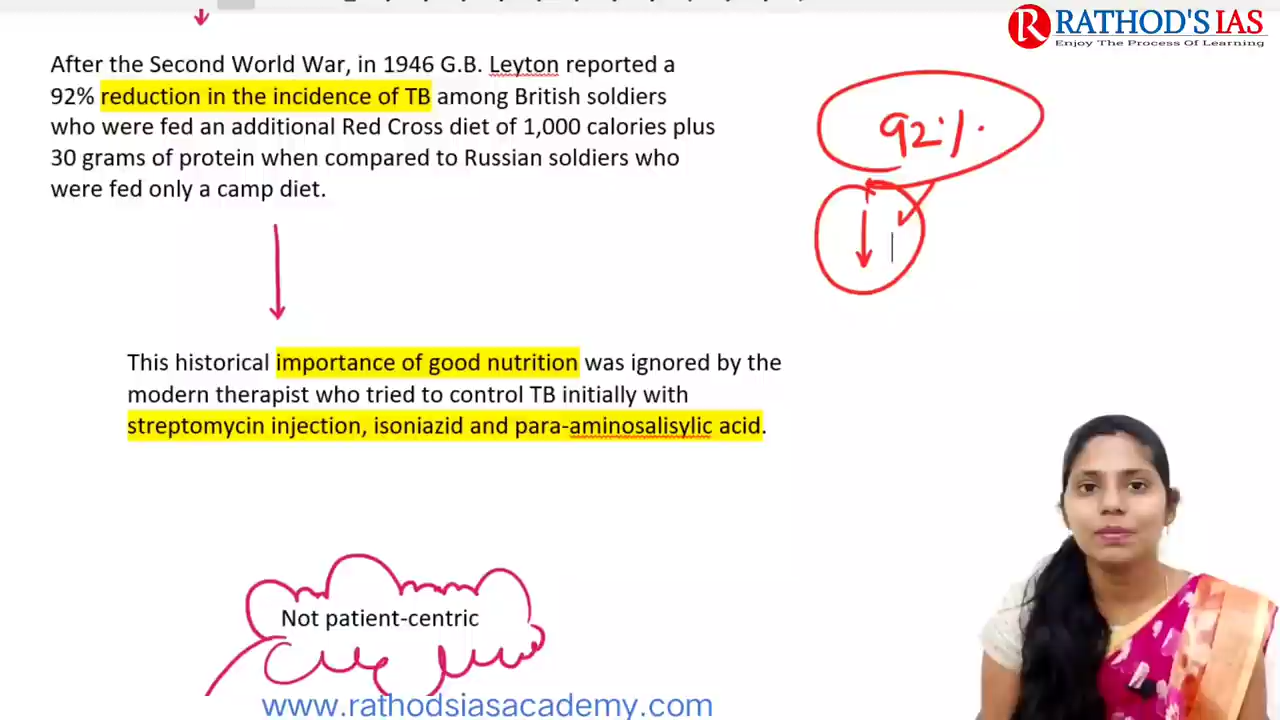 RATHOD'S IAS
Enjoy The Process Of Learning
After the Second World War, in 1946 G.B. Leyton reported a
92% reduction in the incidence of TB among British soldiers
who were fed an additional Red Cross diet of 1,000 calories plus
30 grams of protein when compared to Russian soldiers who
were fed only a camp diet.
92%.
This historical importance of good nutrition was ignored by the
modern therapist who tried to control TB initially with
streptomycin injection, isoniazid and para-aminosalisylic acid.
Not patient-centric
www.rathodsiasacademy.com